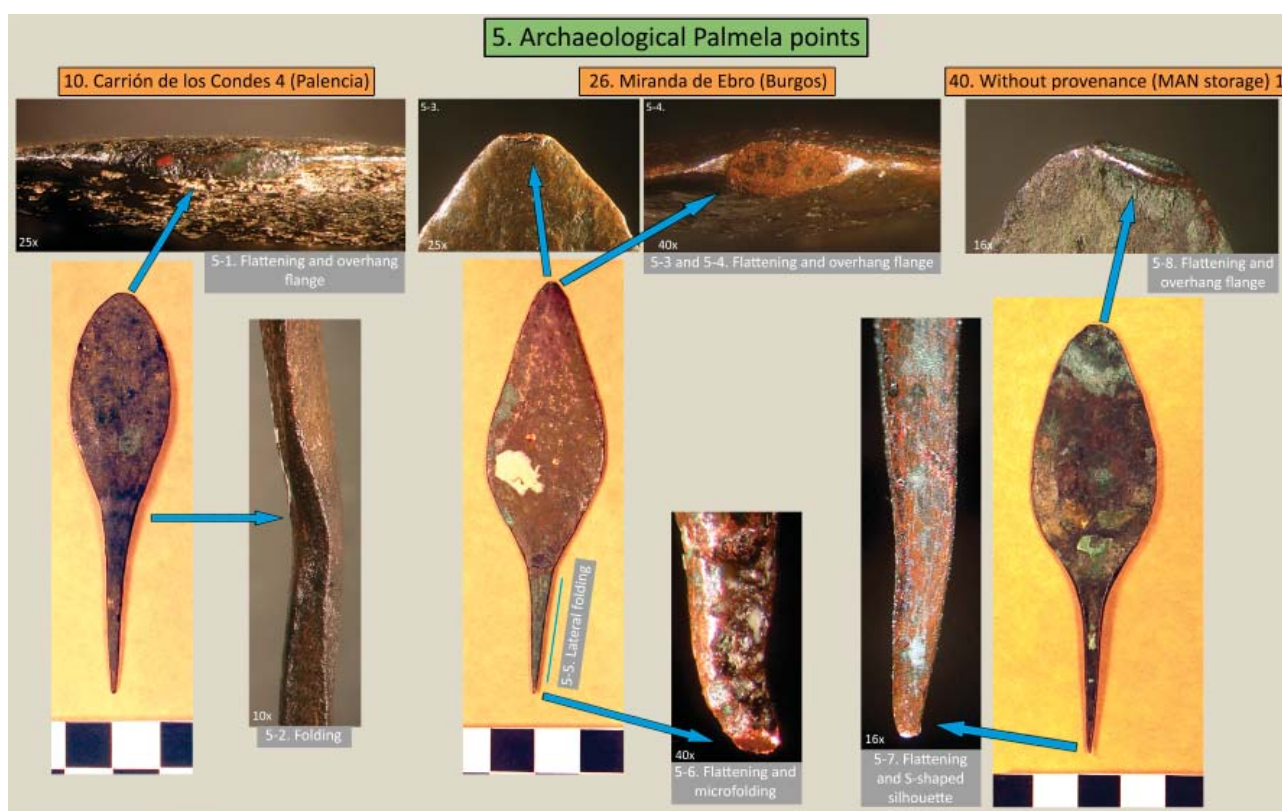 5. Archaeological Palmela points
10. Carrión de los Condes 4 (Palencia)
26. Miranda de Ebro (Burgos)
40. Without provenance (MAN storage) 1
25x
5-1. Flattening and overhang
flange
5-3.
25x
5-4.
40x
5-3 and 5-4. Flattening and overhang flange
16x
5-8. Flattening and
overhang flange
10x
5-2. Folding
5-5. Lateral folding
40x
5-6. Flattening and
microfolding
16x
5-7. Flattening
and S-shaped
silhouette